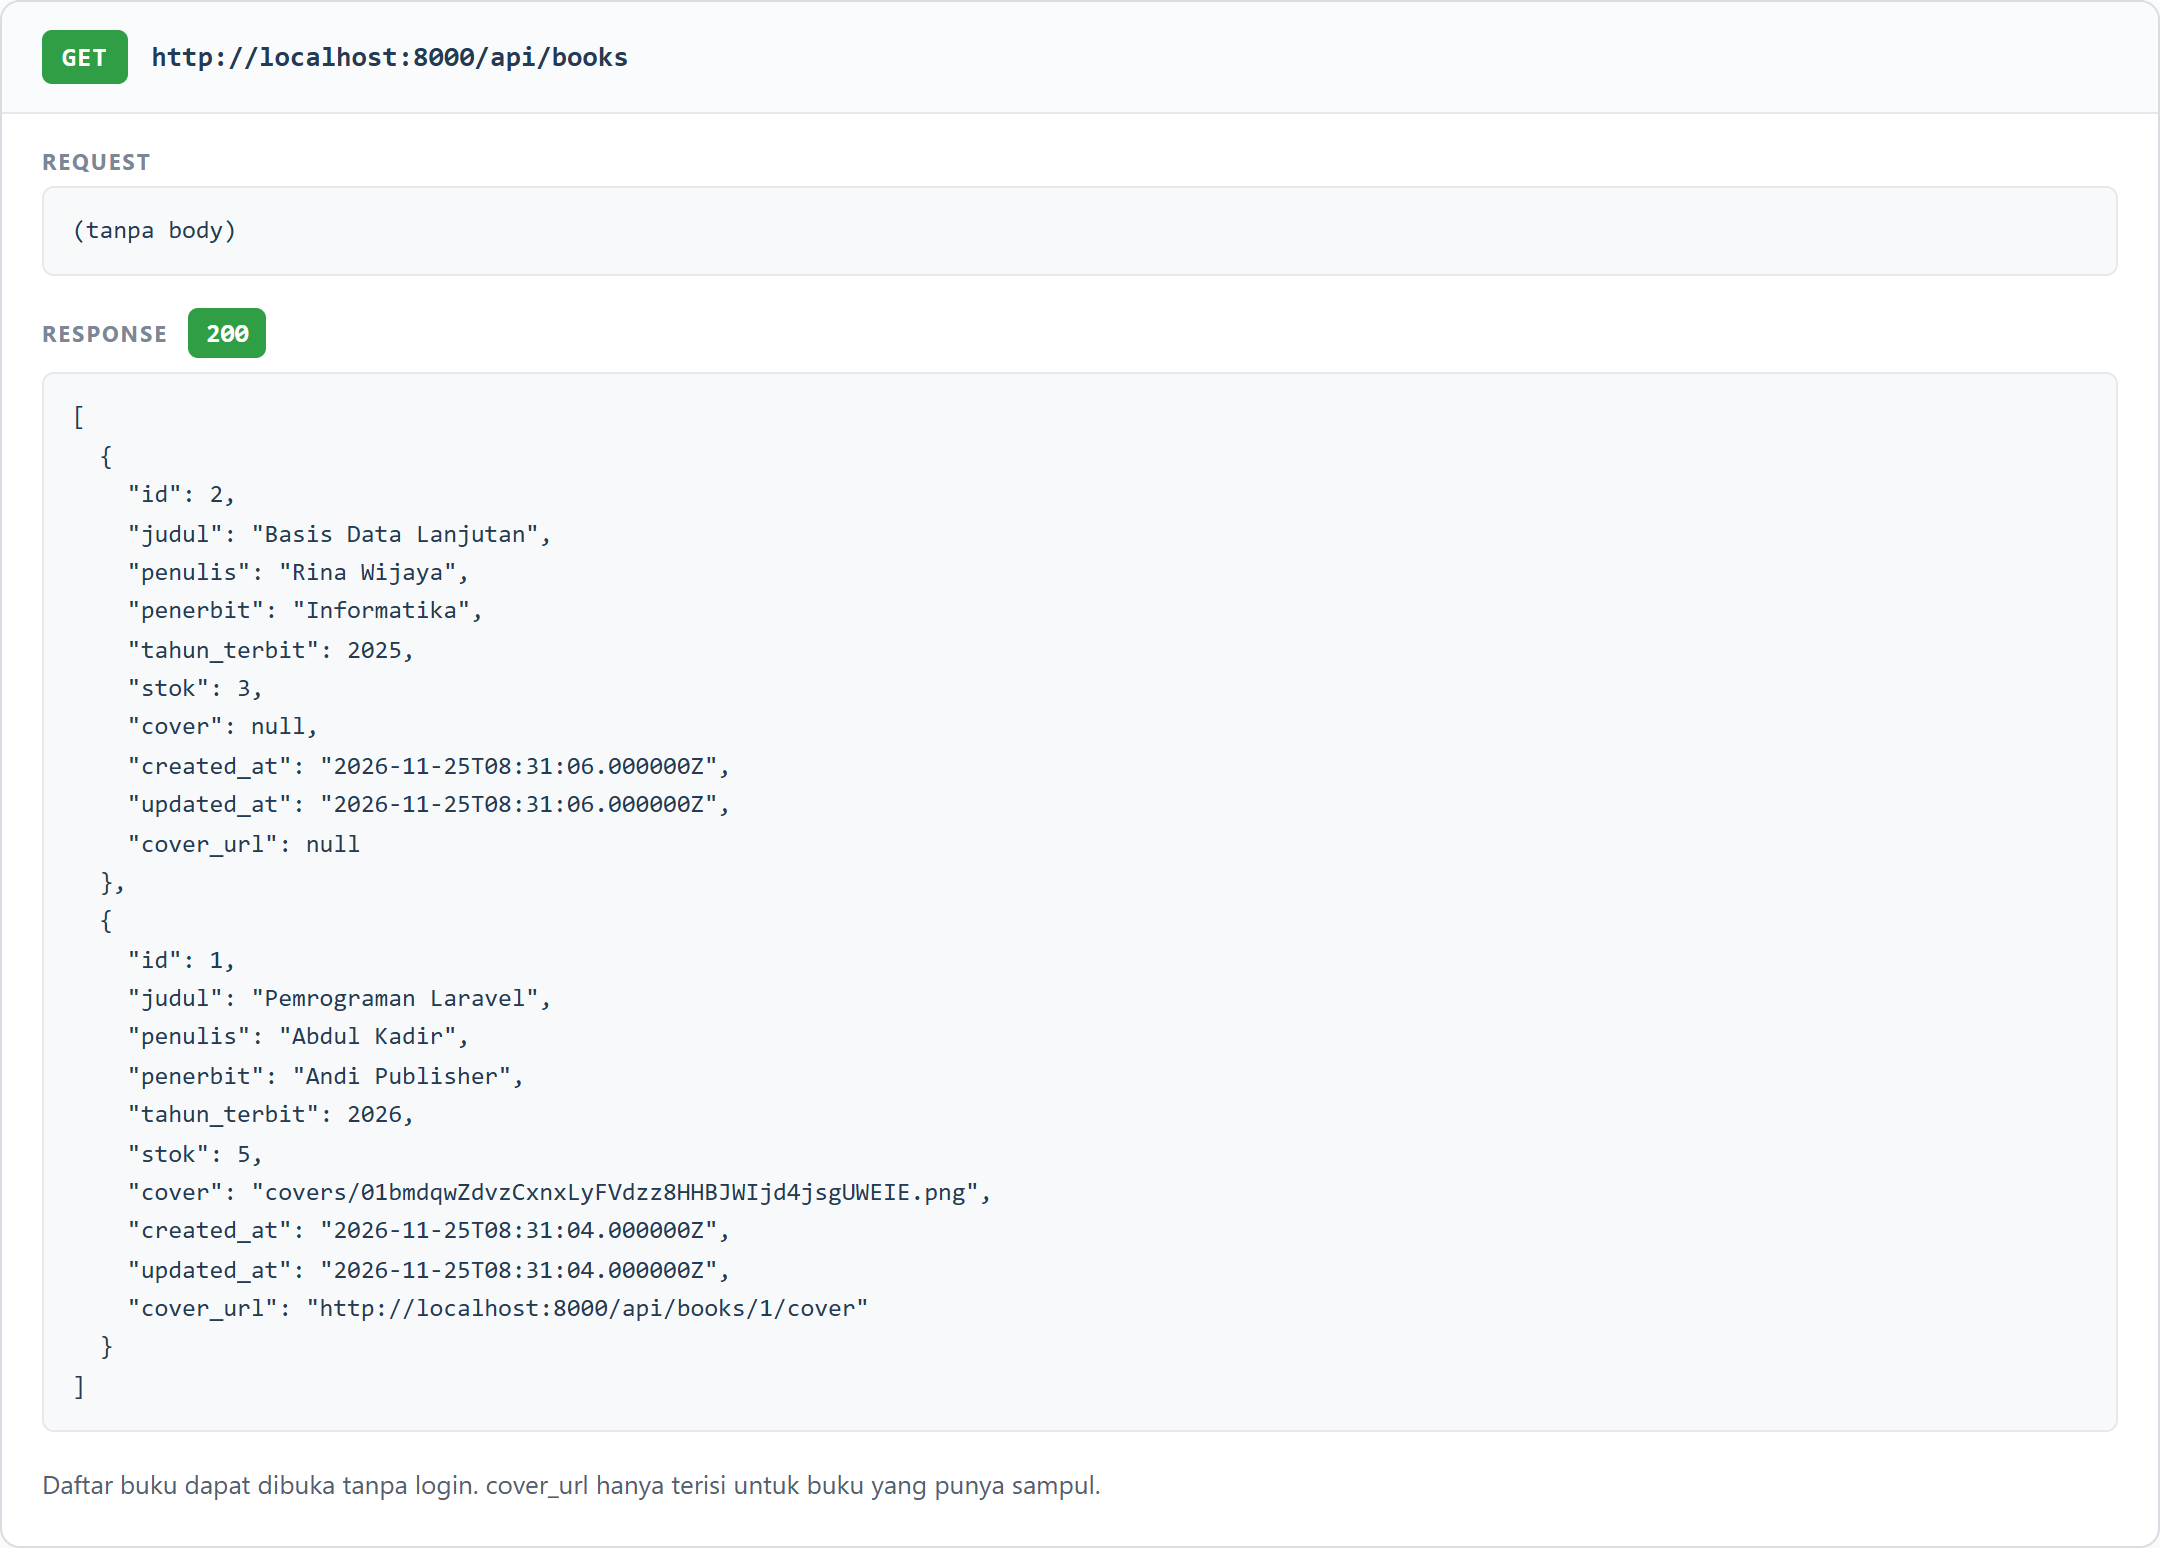 GET http://localhost:8000/api/books
REQUEST
(tanpa body)
RESPONSE 200
[
  {
    "id": 2,
    "judul": "Basis Data Lanjutan",
    "penulis": "Rina Wijaya",
    "penerbit": "Informatika",
    "tahun_terbit": 2025,
    "stok": 3,
    "cover": null,
    "created_at": "2026-11-25T08:31:06.000000Z",
    "updated_at": "2026-11-25T08:31:06.000000Z",
    "cover_url": null
  },
  {
    "id": 1,
    "judul": "Pemrograman Laravel",
    "penulis": "Abdul Kadir",
    "penerbit": "Andi Publisher",
    "tahun_terbit": 2026,
    "stok": 5,
    "cover": "covers/01bmdqwZdvzCxnxLyFVdzz8HHBJWIjd4jsgUWEIE.png",
    "created_at": "2026-11-25T08:31:04.000000Z",
    "updated_at": "2026-11-25T08:31:04.000000Z",
    "cover_url": "http://localhost:8000/api/books/1/cover"
  }
]
Daftar buku dapat dibuka tanpa login. cover_url hanya terisi untuk buku yang punya sampul.